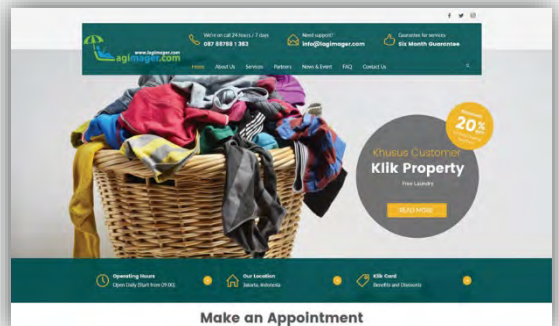 We're on call 24 hours / 7 days
087 88788 1 383
Need support?
info@lagimager.com
Guarantee for services
Six Month Guarantee
www.lagimager.com
agimager.com
Home About Us Services Partners News & Event FAQ Contact Us
20%
Khusus Customer
Klik Property
Free Laundry
READ MORE
Operating Hours
Open Daily (Start from 09.00)
Our Location
Jakarta, Indonesia
Klik Card
Benefits and Discounts
Make an Appointment